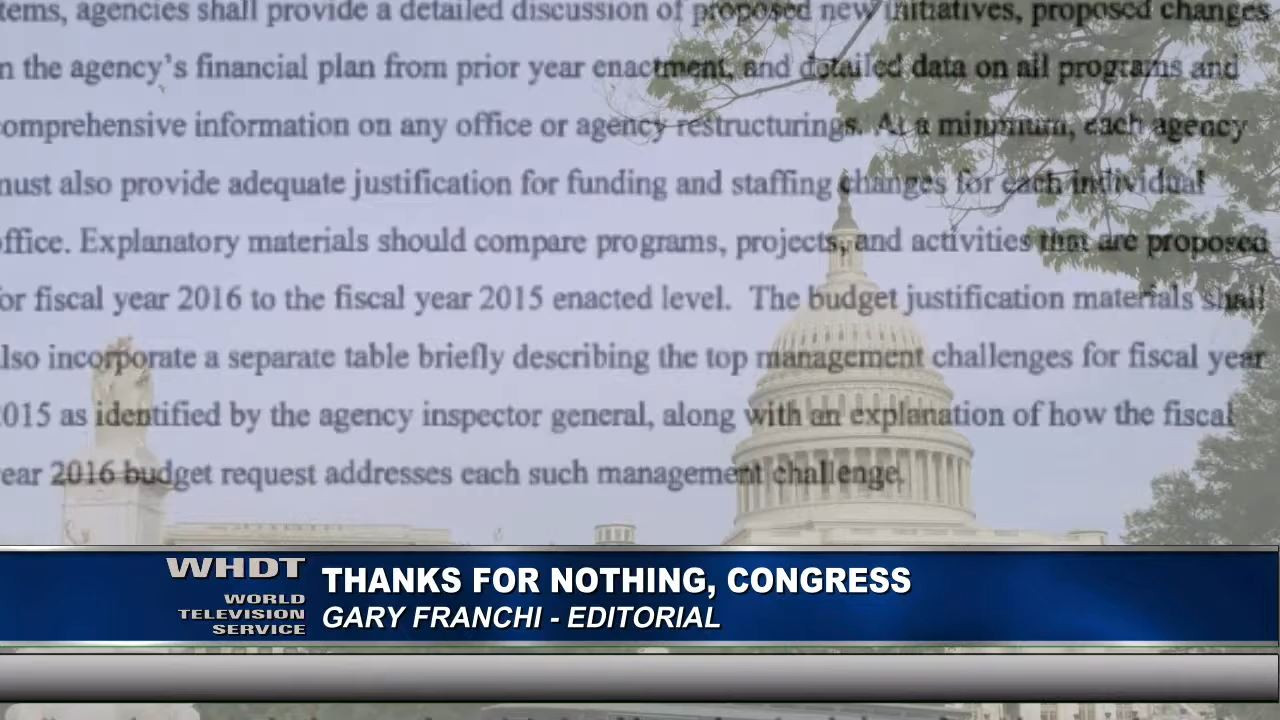 tems, agencies shall provide a detailed discussion of proposed new initiatives, proposed changes
n the agency's financial plan from prior year enactment, and detailed data on all programs and
omprehensive information on any office or agency restructurings. At a minimum, each agency
nust also provide adequate justification for funding and staffing changes for each individual
office. Explanatory materials should compare programs, projects, and activities that are proposed
or fiscal year 2016 to the fiscal year 2015 enacted level. The budget justification materials shall
lso incorporate a separate table briefly describing the top management challenges for fiscal year
2015 as identified by the agency inspector general, along with an explanation of how the fiscal
ear 2016 budget request addresses each such management challenge.
WHDT
WORLD
TELEVISION
SERVICE
THANKS FOR NOTHING, CONGRESS
GARY FRANCHI - EDITORIAL